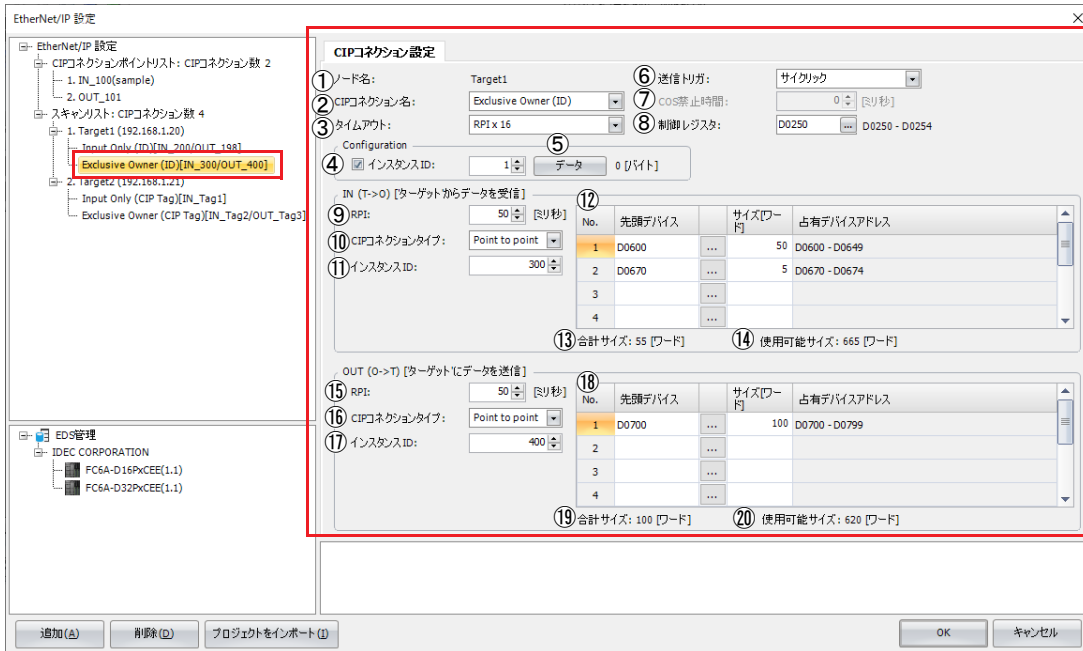 EtherNet/IP 設定
EtherNet/IP 設定
CIPコネクションポイントリスト: CIPコネクション数 2
1. IN_100(sample)
2. OUT_101
スキャンリスト: CIPコネクション数 4
1. Target1 (192.168.1.20)
Input Only (ID)[IN_200/OUT_198]
Exclusive Owner (ID)[IN_300/OUT_400]
2. Target2 (192.168.1.21)
Input Only (CIP Tag)[IN_Tag1]
Exclusive Owner (CIP Tag)[IN_Tag2/OUT_Tag3]
EDS管理
IDEC CORPORATION
FC6A-D16PxCEE(1.1)
FC6A-D32PxCEE(1.1)
CIPコネクション設定
①ノード名: Target1
②CIPコネクション名: Exclusive Owner (ID)
③タイムアウト: RPI x 16
⑥送信トリガ: サイクリック
⑦COS禁止時間: 0 [ミリ秒]
⑧制御レジスタ: D0250 ... D0250 - D0254
Configuration
④インスタンスID: 1 ⑤データ 0 [バイト]
IN (T->O) [ターゲットからデータを受信]
⑨RPI: 50 [ミリ秒]
⑩CIPコネクションタイプ: Point to point
⑪インスタンスID: 300
⑫
No. 先頭デバイス サイズ[ワード] 占有デバイスアドレス
1 D0600 ... 50 D0600 - D0649
2 D0670 ... 5 D0670 - D0674
3 ...
4 ...
⑬合計サイズ: 55 [ワード] ⑭使用可能サイズ: 665 [ワード]
OUT (O->T) [ターゲットにデータを送信]
⑮RPI: 50 [ミリ秒]
⑯CIPコネクションタイプ: Point to point
⑰インスタンスID: 400
⑱
No. 先頭デバイス サイズ[ワード] 占有デバイスアドレス
1 D0700 ... 100 D0700 - D0799
2 ...
3 ...
4 ...
⑲合計サイズ: 100 [ワード] ⑳使用可能サイズ: 620 [ワード]
追加(A) 削除(D) プロジェクトをインポート(I) OK キャンセル